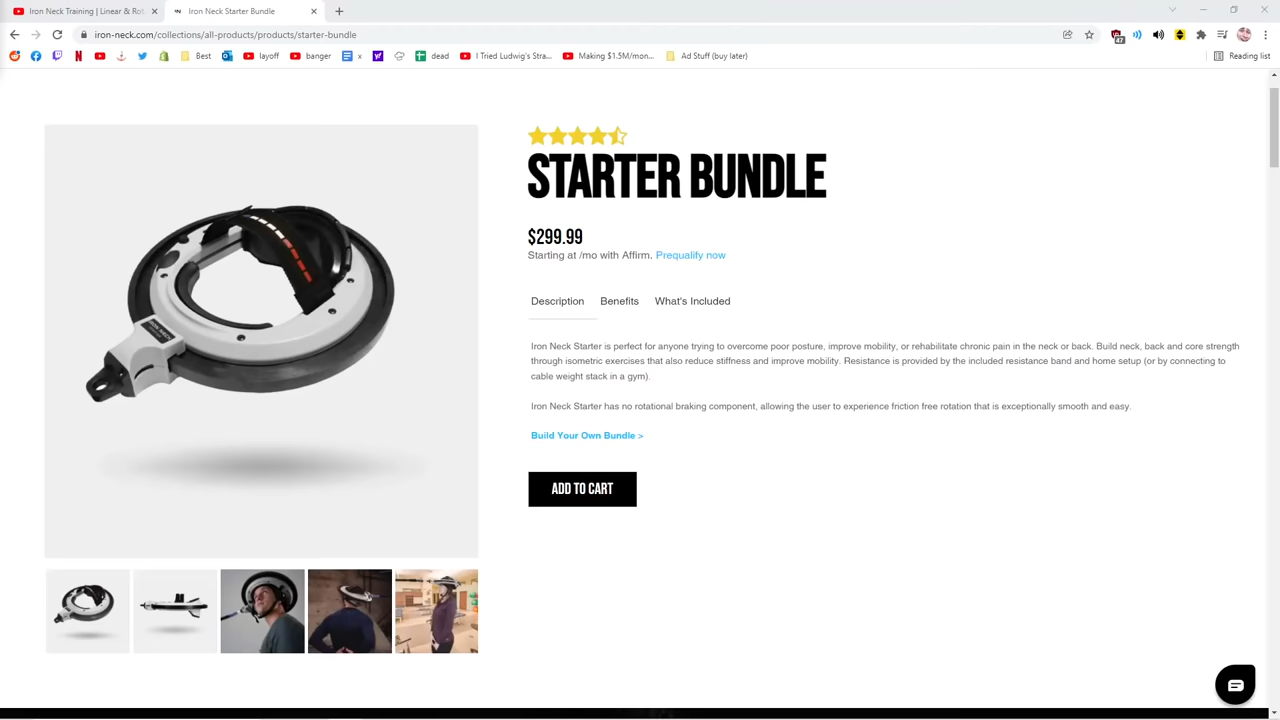 Iron Neck Training | Linear & Rot
Iron Neck Starter Bundle
iron-neck.com/collections/all-products/products/starter-bundle
47
Best
layoff
banger
x
dead
I Tried Ludwig's Stra...
Making $1.5M/mon...
Ad Stuff (buy later)
Reading list
STARTER BUNDLE
$299.99
Starting at /mo with Affirm. Prequalify now
Description
Benefits
What's Included
Iron Neck Starter is perfect for anyone trying to overcome poor posture, improve mobility, or rehabilitate chronic pain in the neck or back. Build neck, back and core strength
through isometric exercises that also reduce stiffness and improve mobility. Resistance is provided by the included resistance band and home setup (or by connecting to
cable weight stack in a gym).
Iron Neck Starter has no rotational braking component, allowing the user to experience friction free rotation that is exceptionally smooth and easy.
Build Your Own Bundle >
ADD TO CART